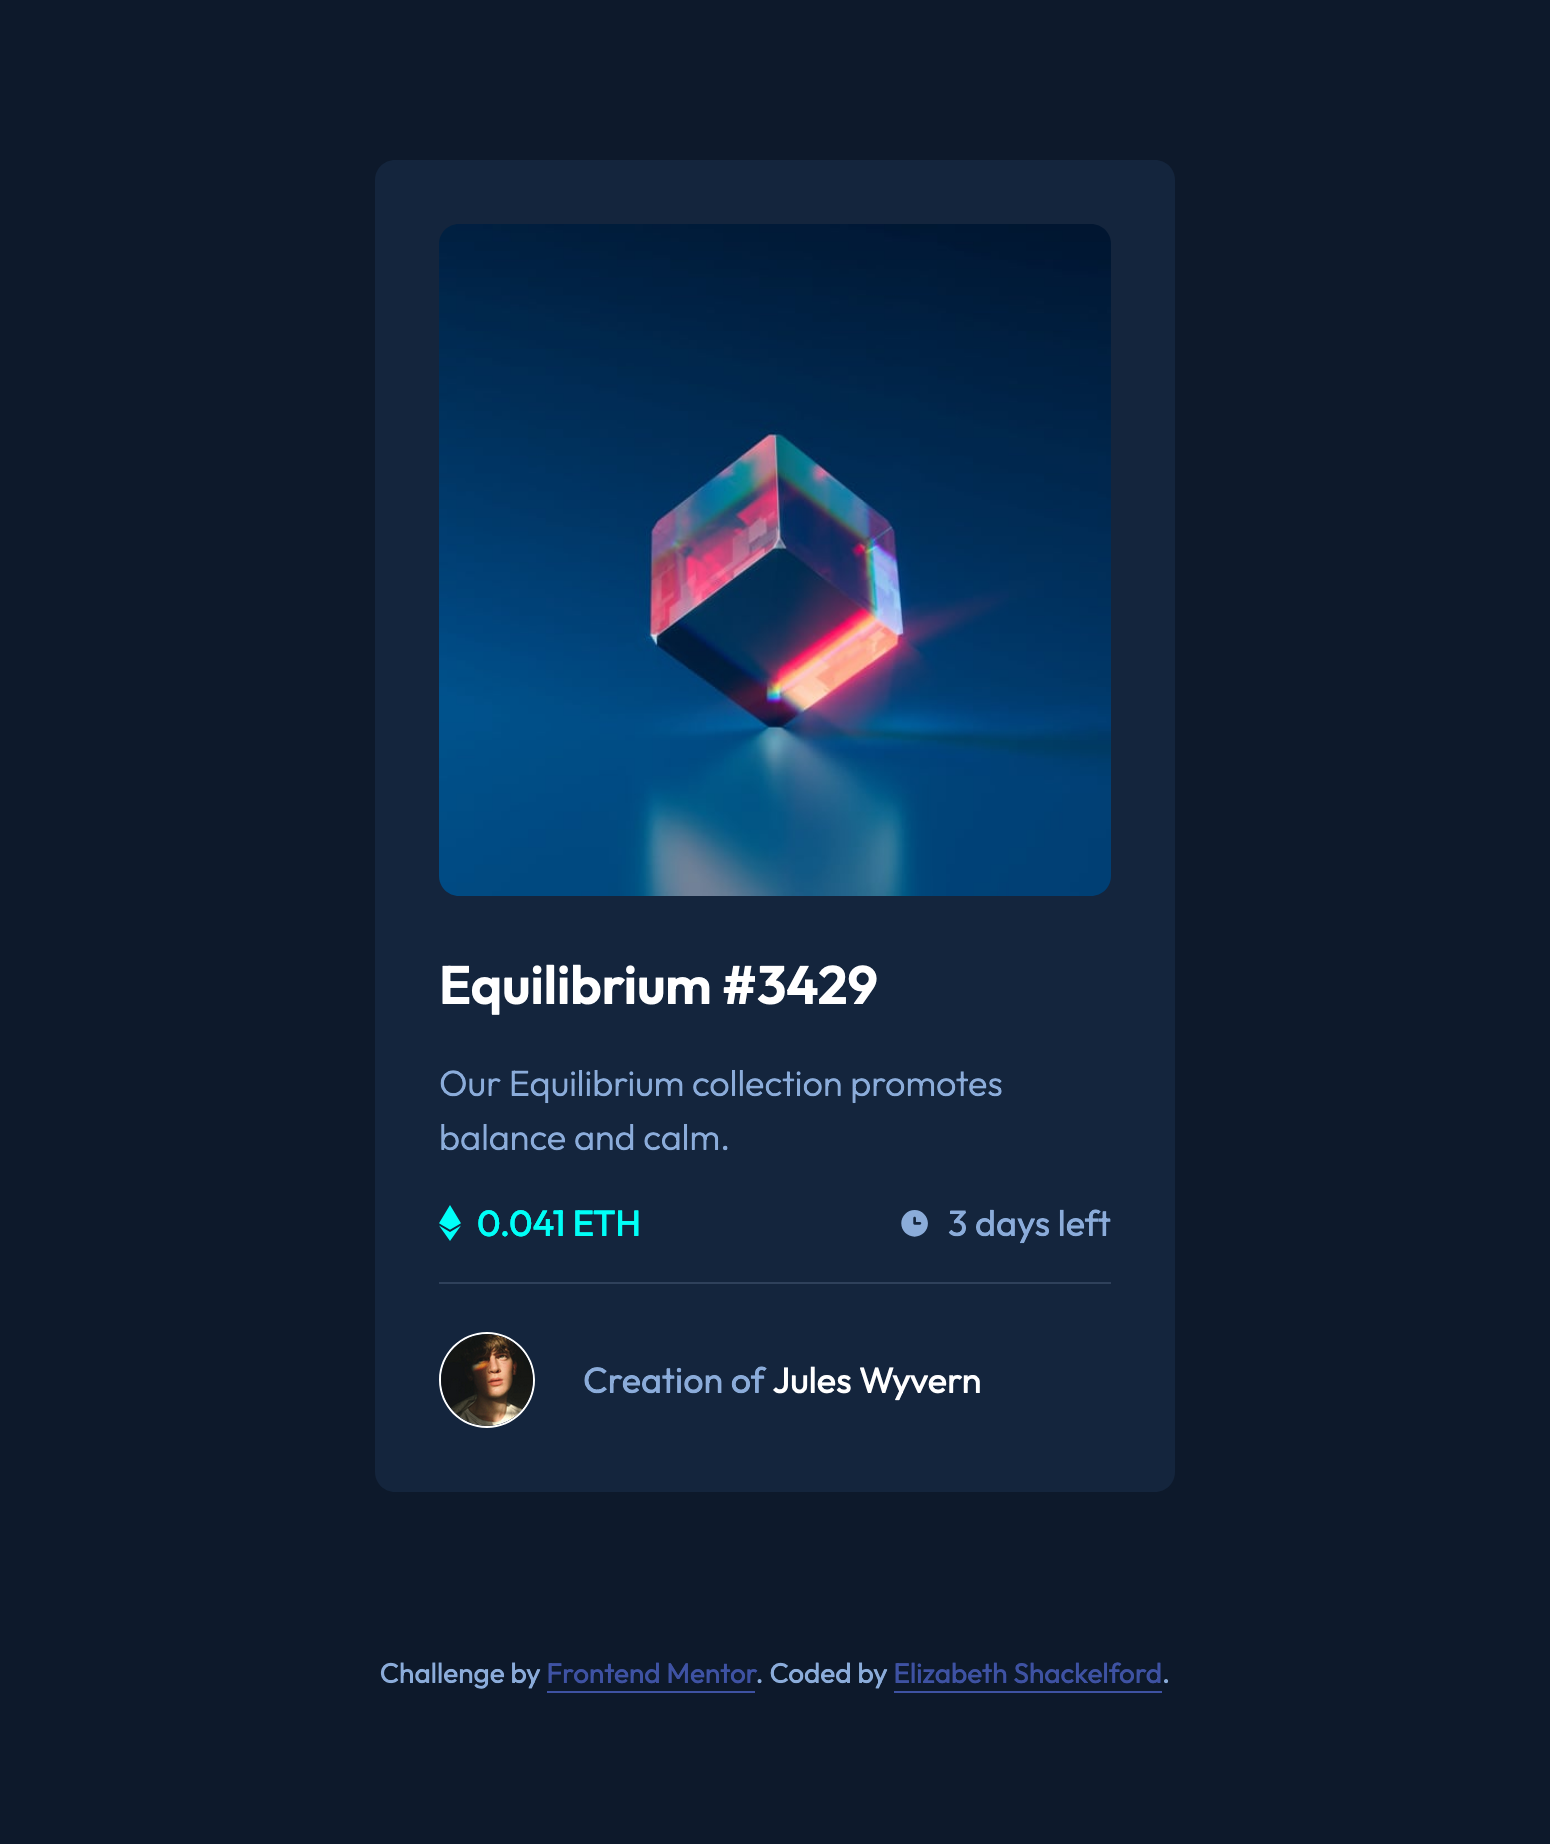 Equilibrium #3429
Our Equilibrium collection promotes
balance and calm.
0.041 ETH
3 days left
Creation of Jules Wyvern
Challenge by Frontend Mentor. Coded by Elizabeth Shackelford.